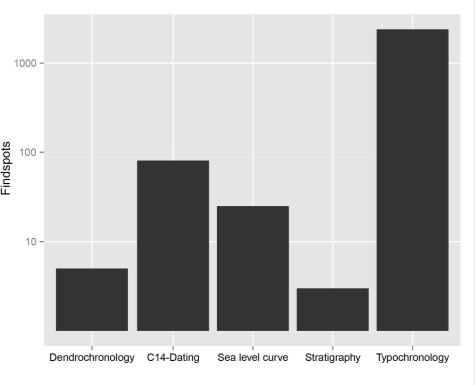 Findspots
1000
100
10
Dendrochronology C14-Dating Sea level curve Stratigraphy Typochronology